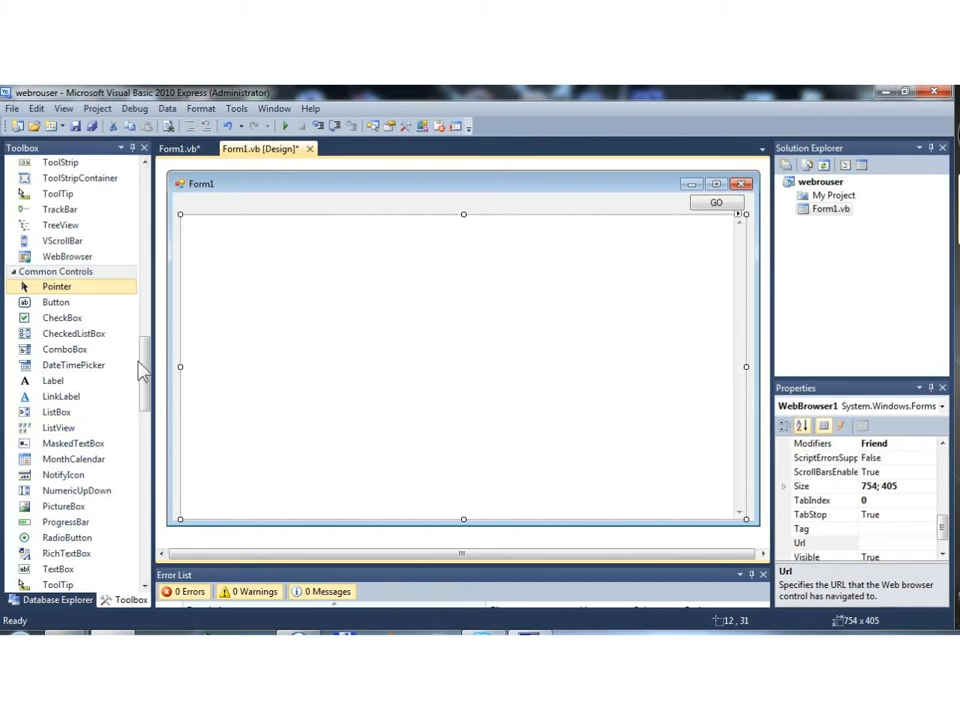 webrouser - Microsoft Visual Basic 2010 Express (Administrator)
File Edit View Project Debug Data Format Tools Window Help
Toolbox
Form1.vb* Form1.vb [Design]*
Solution Explorer
ToolStrip
ToolStripContainer
ToolTip
TrackBar
TreeView
VScrollBar
WebBrowser
Common Controls
Pointer
Button
CheckBox
CheckedListBox
ComboBox
DateTimePicker
Label
LinkLabel
ListBox
ListView
MaskedTextBox
MonthCalendar
NotifyIcon
NumericUpDown
PictureBox
ProgressBar
RadioButton
RichTextBox
TextBox
ToolTip
Database Explorer Toolbox
Form1
GO
webrouser
My Project
Form1.vb
Properties
WebBrowser1 System.Windows.Forms
Modifiers Friend
ScriptErrorsSupp False
ScrollBarsEnable True
Size 754; 405
TabIndex 0
TabStop True
Tag
Url
Visible True
Url
Specifies the URL that the Web browser
control has navigated to.
Error List
0 Errors 0 Warnings 0 Messages
Ready
12 , 31 754 x 405